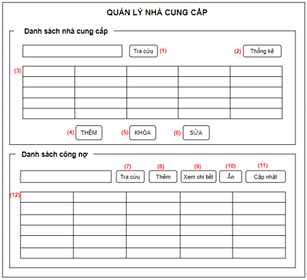 QUẢN LÝ NHÀ CUNG CẤP
Danh sách nhà cung cấp
Tra cứu (1) (2) Thống kê
(3)
(4) THÊM (5) KHÓA (6) SỬA
Danh sách công nợ
(7) (8) (9) (10) (11)
Tra cứu Thêm Xem chi tiết Ẩn Cập nhật
(12)